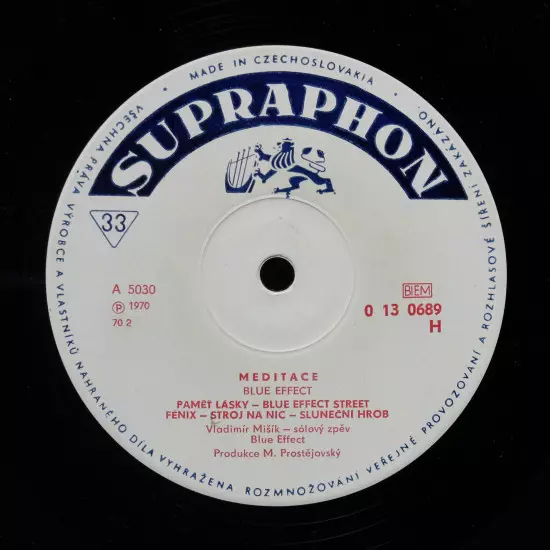 MADE IN CZECHOSLOVAKIA
SUPRAPHON
33
A 5030
Ⓟ 1970
70 2
BIEM
0 13 0689
H
MEDITACE
BLUE EFFECT
PAMĚŤ LÁSKY – BLUE EFFECT STREET
FÉNIX – STROJ NA NIC – SLUNEČNÍ HROB
Vladimír Mišík – sólový zpěv
Blue Effect
Produkce M. Prostějovský
VŠECHNA PRÁVA VÝROBCE A VLASTNÍKŮ NAHRANÉHO DÍLA VYHRAŽENA. ROZMNOŽOVÁNÍ VEŘEJNÉ PROVOZOVÁNÍ A ROZHLASOVÉ ŠÍŘENÍ ZAKÁZÁNO.